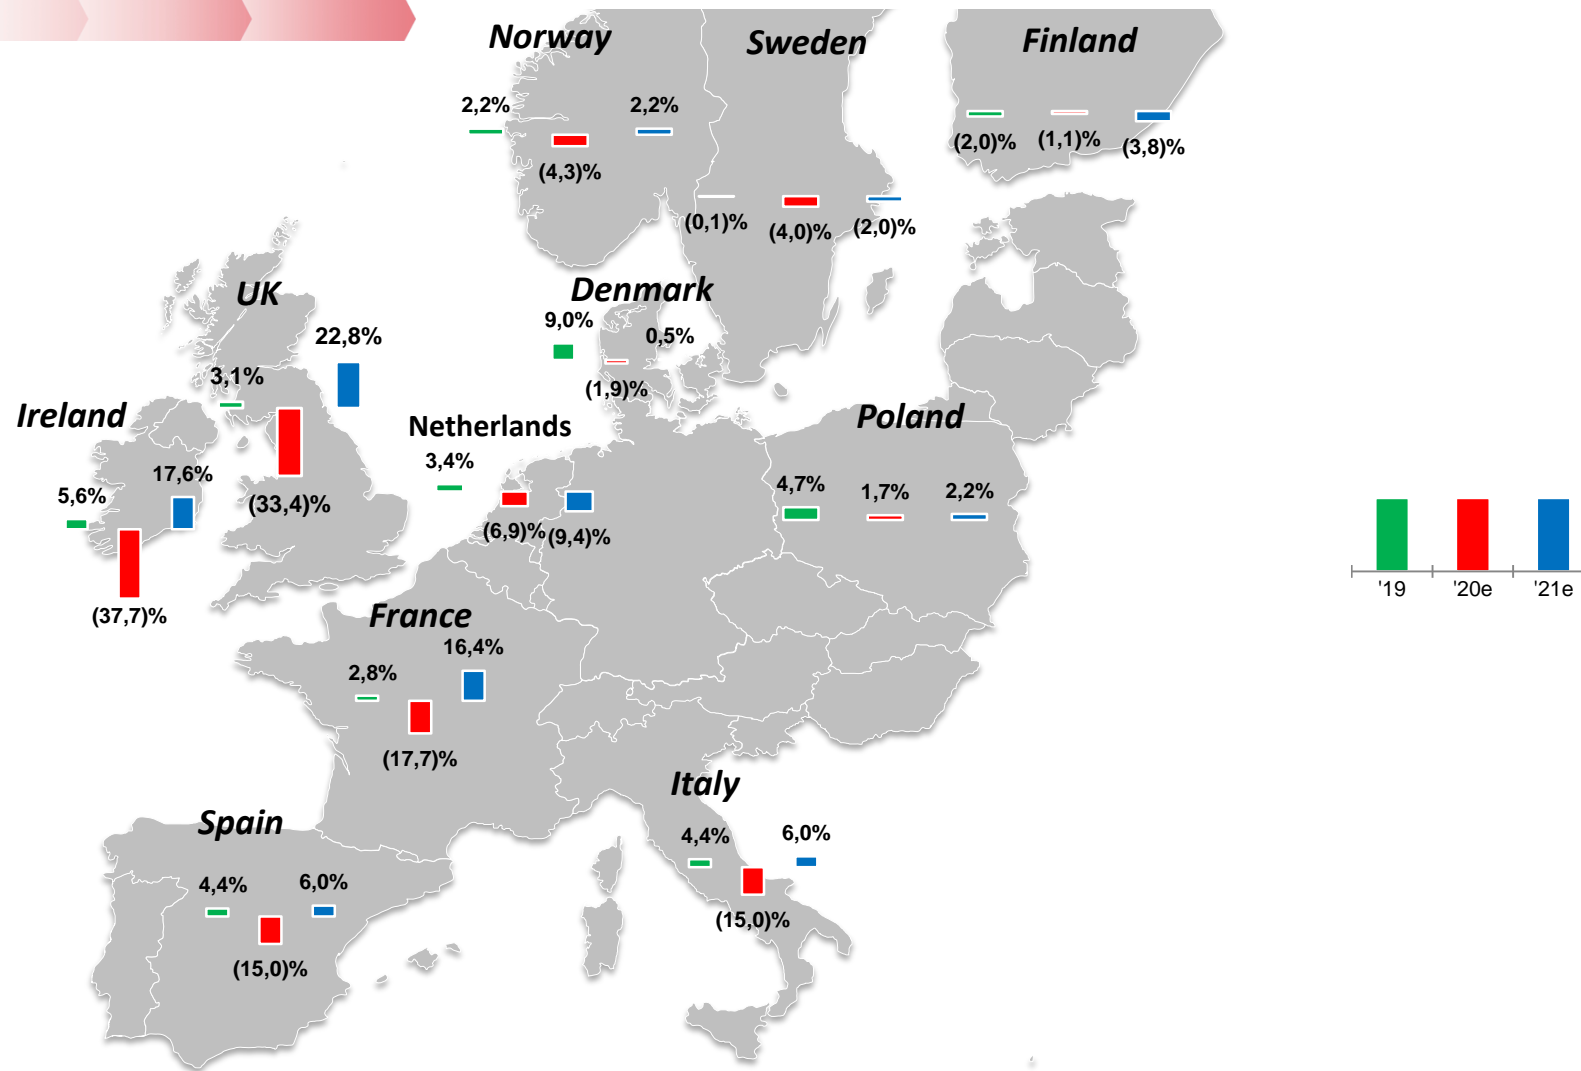 Norway
2,2%
(4,3)%
2,2%
Sweden
(0,1)%
(4,0)%
(2,0)%
Finland
(2,0)%
(1,1)%
(3,8)%
UK
3,1%
(33,4)%
22,8%
Denmark
9,0%
(1,9)%
0,5%
Ireland
5,6%
(37,7)%
17,6%
Netherlands
3,4%
(6,9)%
(9,4)%
Poland
4,7%
1,7%
2,2%
'19
'20e
'21e
France
2,8%
(17,7)%
16,4%
Italy
4,4%
(15,0)%
6,0%
Spain
4,4%
(15,0)%
6,0%